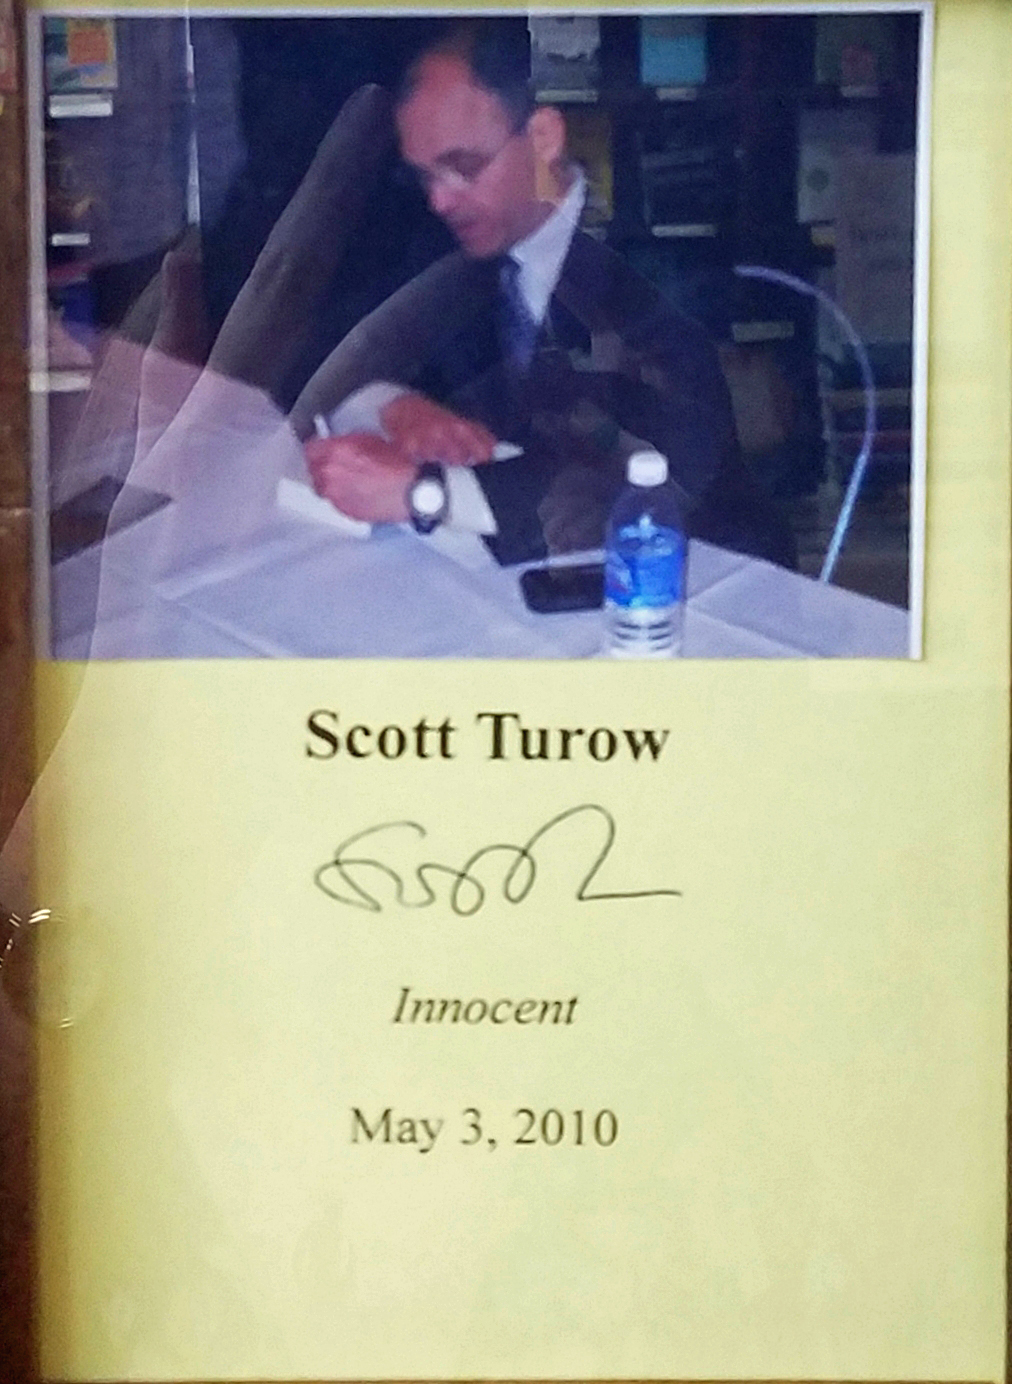 Scott Turow
Innocent
May 3, 2010